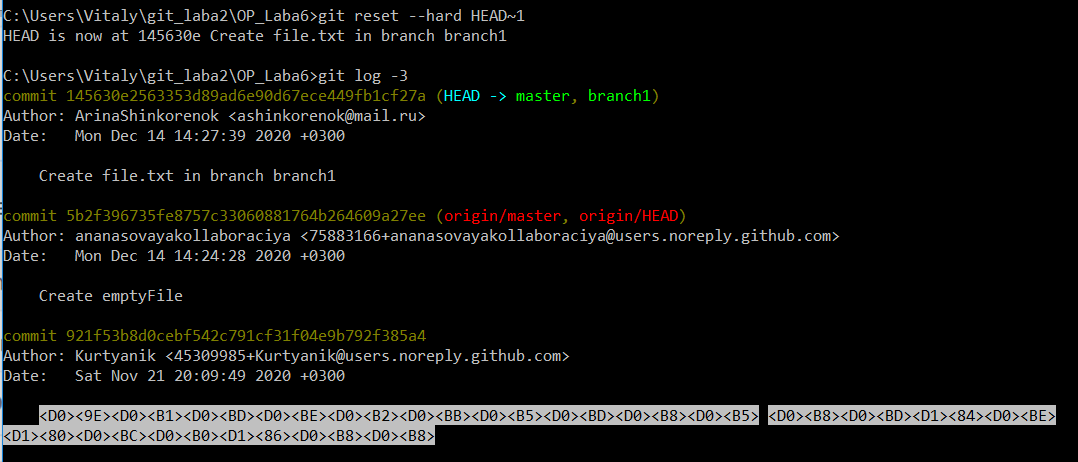 C:\Users\Vitaly\git_laba2\OP_Laba6>git reset --hard HEAD~1
HEAD is now at 145630e Create file.txt in branch branch1
C:\Users\Vitaly\git_laba2\OP_Laba6>git log -3
commit 145630e2563353d89ad6e90d67ece449fb1cf27a (HEAD -> master, branch1)
Author: ArinaShinkorenok <ashinkorenok@mail.ru>
Date:   Mon Dec 14 14:27:39 2020 +0300
Create file.txt in branch branch1
commit 5b2f396735fe8757c33060881764b264609a27ee (origin/master, origin/HEAD)
Author: ananasovayakollaboraciya <75883166+ananasovayakollaboraciya@users.noreply.github.com>
Date:   Mon Dec 14 14:24:28 2020 +0300
Create emptyFile
commit 921f53b8d0cebf542c791cf31f04e9b792f385a4
Author: Kurtyanik <45309985+Kurtyanik@users.noreply.github.com>
Date:   Sat Nov 21 20:09:49 2020 +0300
<D0><9E><D0><B1><D0><BD><D0><BE><D0><B2><D0><BB><D0><B5><D0><BD><D0><B8><D0><B5> <D0><B8><D0><BD><D1><84><D0><BE>
<D1><80><D0><BC><D0><B0><D1><86><D0><B8><D0><B8>